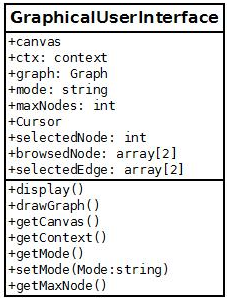 GraphicalUserInterface
+canvas
+ctx: context
+graph: Graph
+mode: string
+maxNodes: int
+Cursor
+selectedNode: int
+browsedNode: array[2]
+selectedEdge: array[2]
+display()
+drawGraph()
+getCanvas()
+getContext()
+getMode()
+setMode(Mode:string)
+getMaxNode()